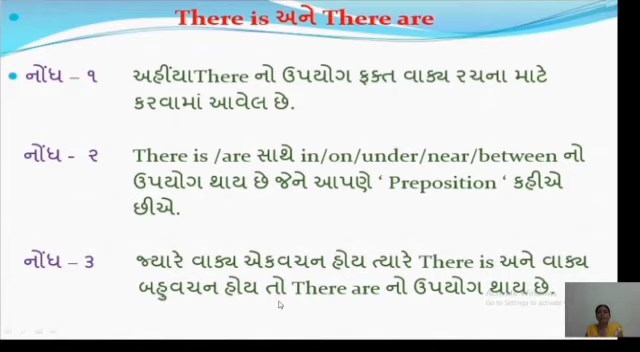 There is અને There are
નોંધ – ૧ અહીંયાThere નો ઉપયોગ ફક્ત વાક્ય રચના માટે
કરવામાં આવેલ છે.
નોંધ - ૨ There is /are સાથે in/on/under/near/between નો
ઉપયોગ થાય છે જેને આપણે ‘ Preposition ‘ કહીએ
છીએ.
નોંધ – 3 જ્યારે વાક્ય એકવચન હોય ત્યારે There is અને વાક્ય
બહુવચન હોય તો There are નો ઉપયોગ થાય છે.
Go to Settings to activate